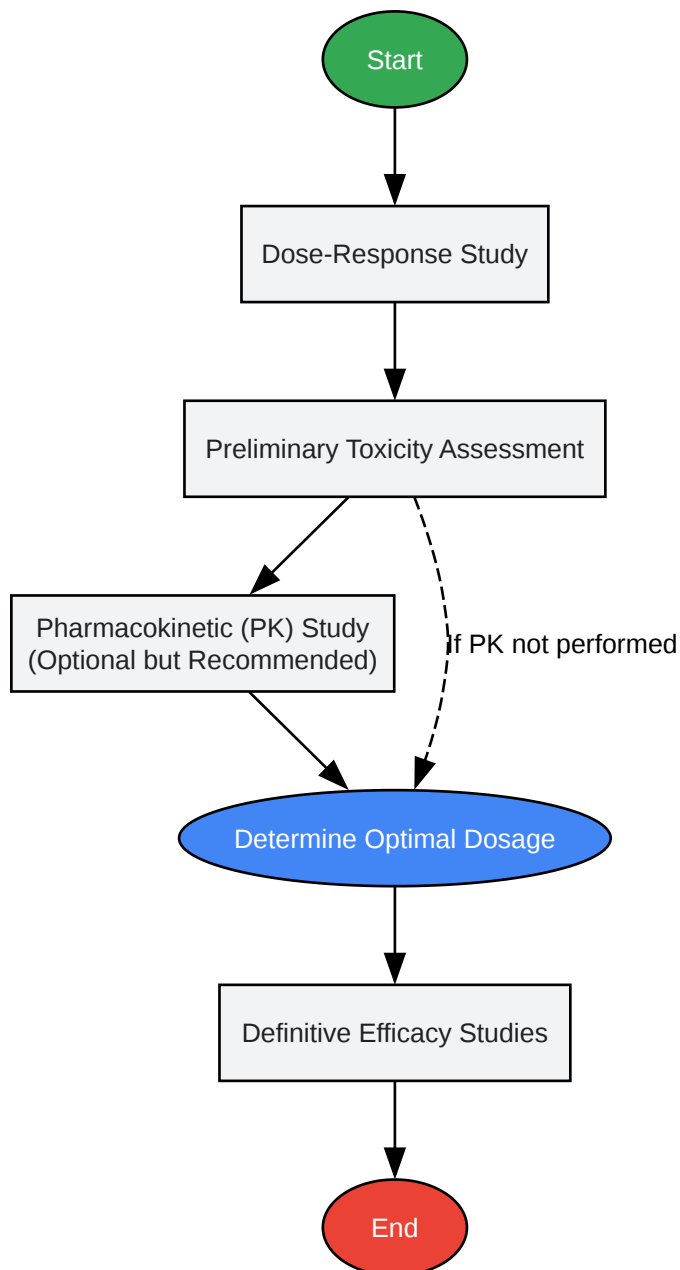 Start
Dose-Response Study
Preliminary Toxicity Assessment
Pharmacokinetic (PK) Study
(Optional but Recommended)
If PK not performed
Determine Optimal Dosage
Definitive Efficacy Studies
End